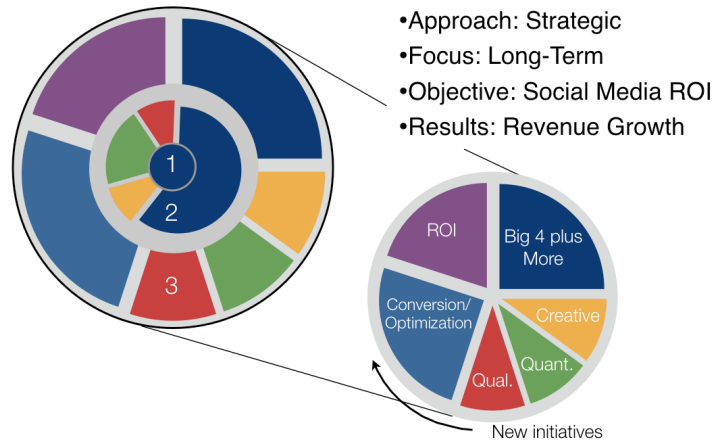 •Approach: Strategic
•Focus: Long-Term
•Objective: Social Media ROI
•Results: Revenue Growth
1
2
3
ROI
Big 4 plus
More
Conversion/
Optimization
Creative
Quant.
Qual.
New initiatives